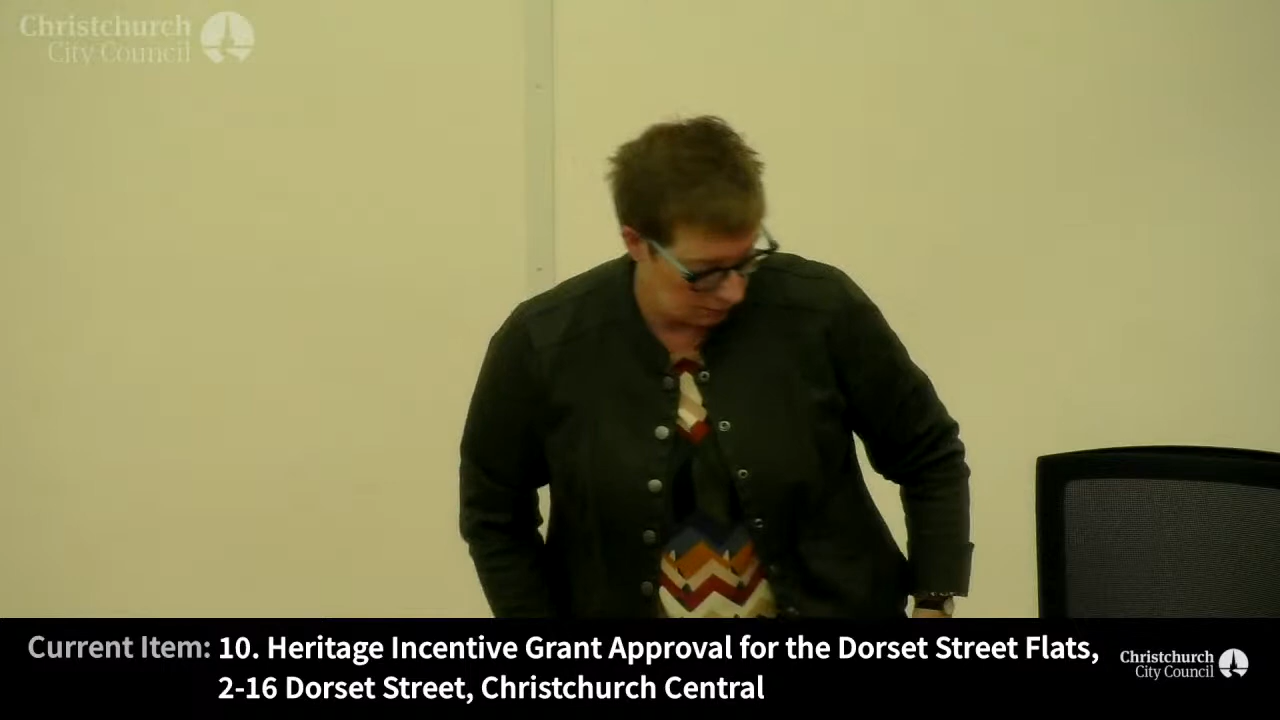 Christchurch
City Council
Current Item: 10. Heritage Incentive Grant Approval for the Dorset Street Flats,
2-16 Dorset Street, Christchurch Central
Christchurch
City Council